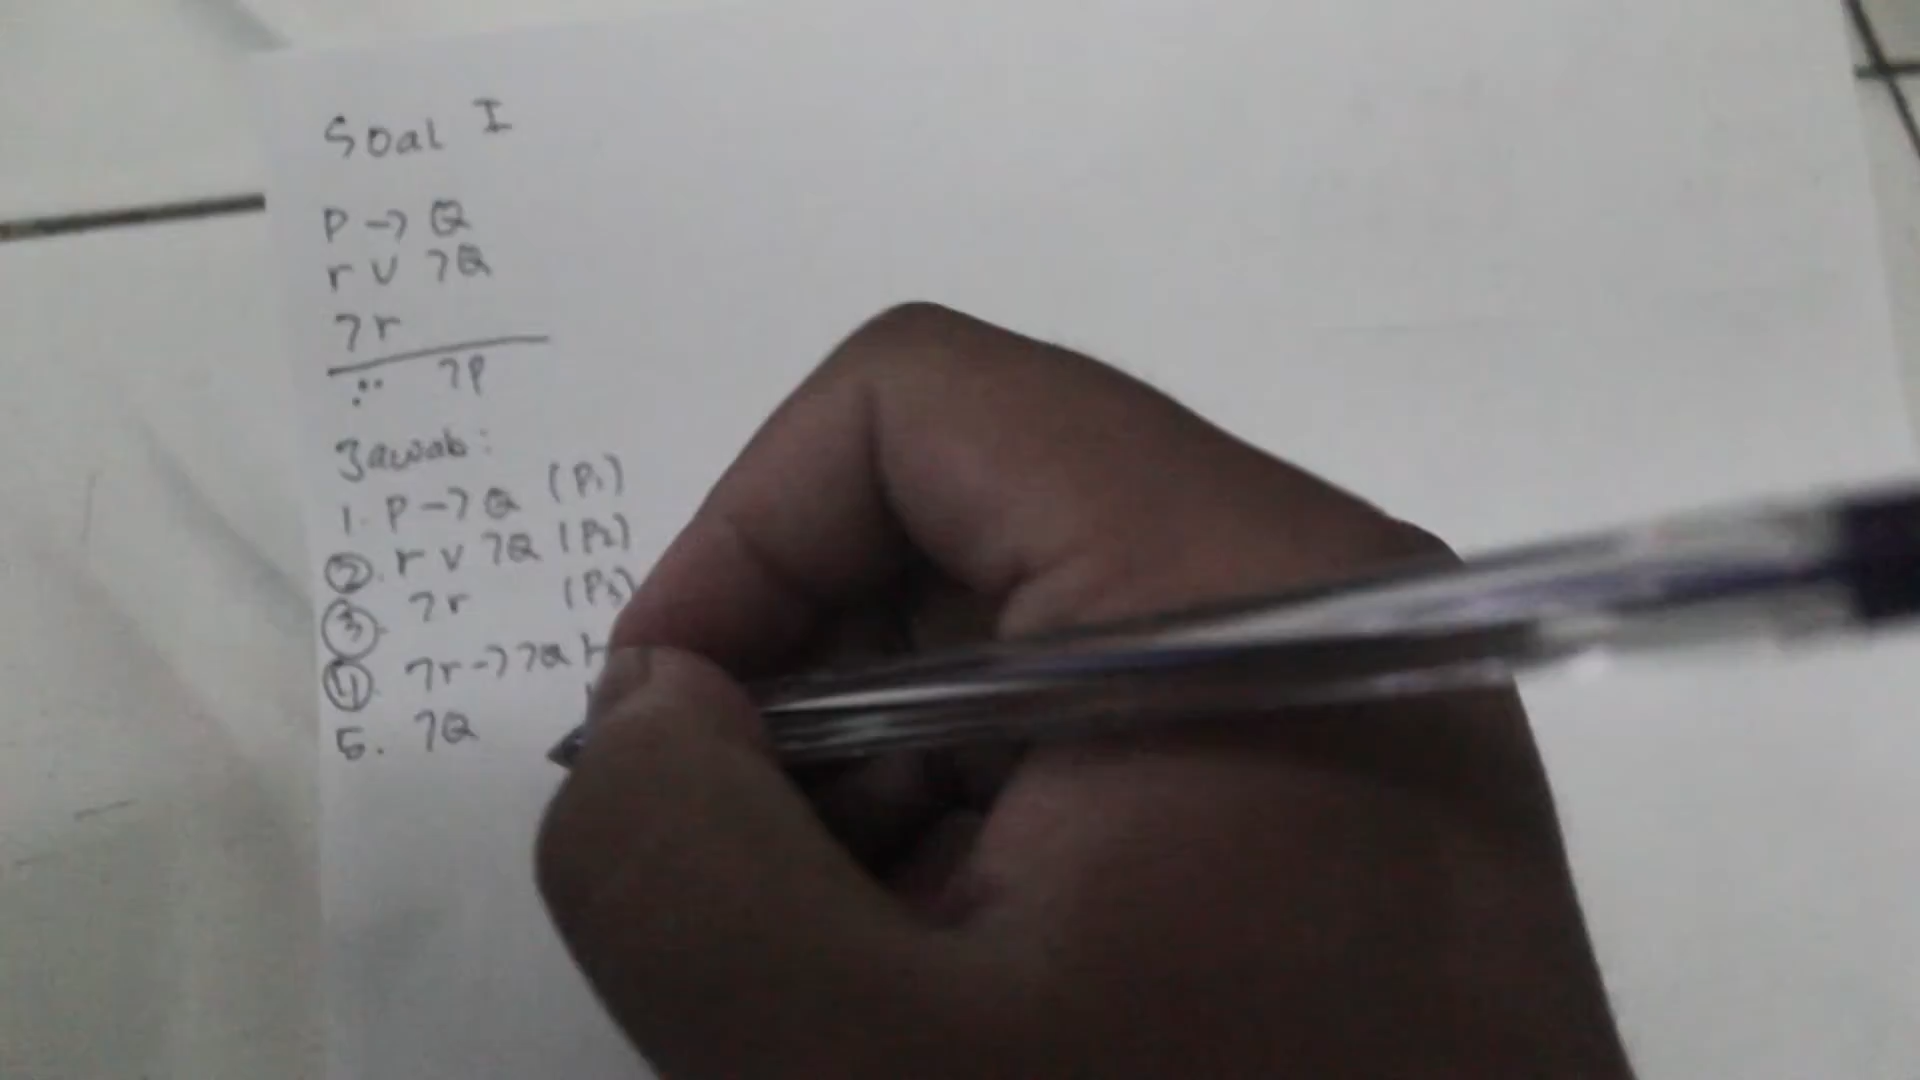 Soal I
P → Q
r ∨ ¬Q
¬r
∴ ¬P
Jawab:
1. P → Q (P1)
2. r ∨ ¬Q (P2)
3. ¬r (P3)
4. ¬r → ¬Q
5. ¬Q